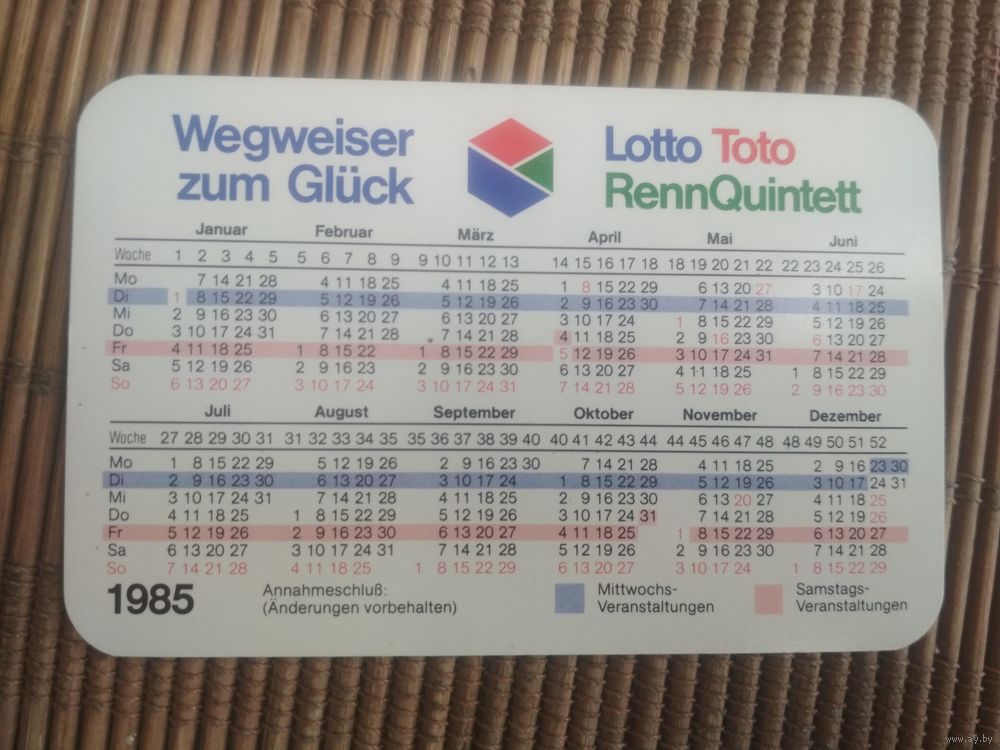 Wegweiser
zum Glück
Lotto Toto
RennQuintett
Januar Februar März April Mai Juni
Woche 1 2 3 4 5 5 6 7 8 9 9 10 11 12 13 14 15 16 17 18 18 19 20 21 22 22 23 24 25 26
Mo 7 14 21 28 4 11 18 25 4 11 18 25 1 8 15 22 29 6 13 20 27 3 10 17 24
Di 1 8 15 22 29 5 12 19 26 5 12 19 26 2 9 16 23 30 7 14 21 28 4 11 18 25
Mi 2 9 16 23 30 6 13 20 27 6 13 20 27 3 10 17 24 1 8 15 22 29 5 12 19 26
Do 3 10 17 24 31 7 14 21 28 7 14 21 28 4 11 18 25 2 9 16 23 30 6 13 20 27
Fr 4 11 18 25 1 8 15 22 1 8 15 22 29 5 12 19 26 3 10 17 24 31 7 14 21 28
Sa 5 12 19 26 2 9 16 23 2 9 16 23 30 6 13 20 27 4 11 18 25 1 8 15 22 29
So 6 13 20 27 3 10 17 24 3 10 17 24 31 7 14 21 28 5 12 19 26 2 9 16 23 30
Juli August September Oktober November Dezember
Woche 27 28 29 30 31 31 32 33 34 35 35 36 37 38 39 40 40 41 42 43 44 44 45 46 47 48 48 49 50 51 52
Mo 1 8 15 22 29 5 12 19 26 2 9 16 23 30 7 14 21 28 4 11 18 25 2 9 16 23 30
Di 2 9 16 23 30 6 13 20 27 3 10 17 24 1 8 15 22 29 5 12 19 26 3 10 17 24 31
Mi 3 10 17 24 31 7 14 21 28 4 11 18 25 2 9 16 23 30 6 13 20 27 4 11 18 25
Do 4 11 18 25 1 8 15 22 29 5 12 19 26 3 10 17 24 31 7 14 21 28 5 12 19 26
Fr 5 12 19 26 2 9 16 23 30 6 13 20 27 4 11 18 25 1 8 15 22 29 6 13 20 27
Sa 6 13 20 27 3 10 17 24 31 7 14 21 28 5 12 19 26 2 9 16 23 30 7 14 21 28
So 7 14 21 28 4 11 18 25 1 8 15 22 29 6 13 20 27 3 10 17 24 1 8 15 22 29
1985
Annahmeschluß:
(Änderungen vorbehalten)
Mittwochs-
Veranstaltungen
Samstags-
Veranstaltungen
www.ay.by